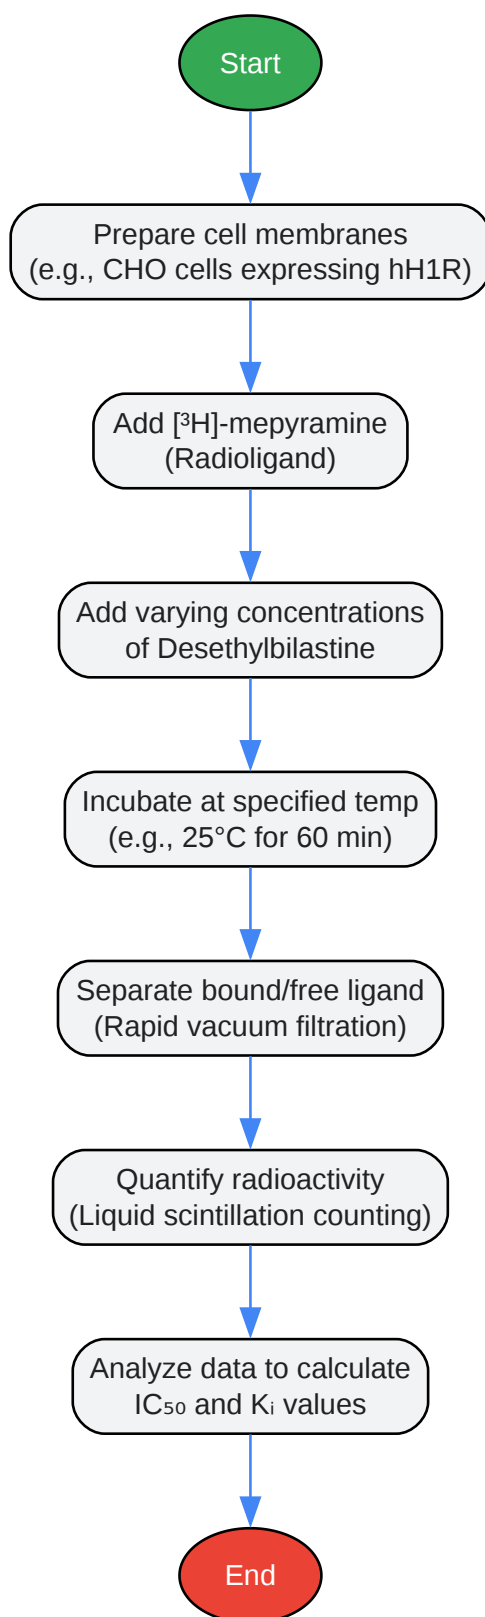 Start
Prepare cell membranes
(e.g., CHO cells expressing hH1R)
Add [³H]-mepyramine
(Radioligand)
Add varying concentrations
of Desethylbilastine
Incubate at specified temp
(e.g., 25°C for 60 min)
Separate bound/free ligand
(Rapid vacuum filtration)
Quantify radioactivity
(Liquid scintillation counting)
Analyze data to calculate
IC₅₀ and Kᵢ values
End